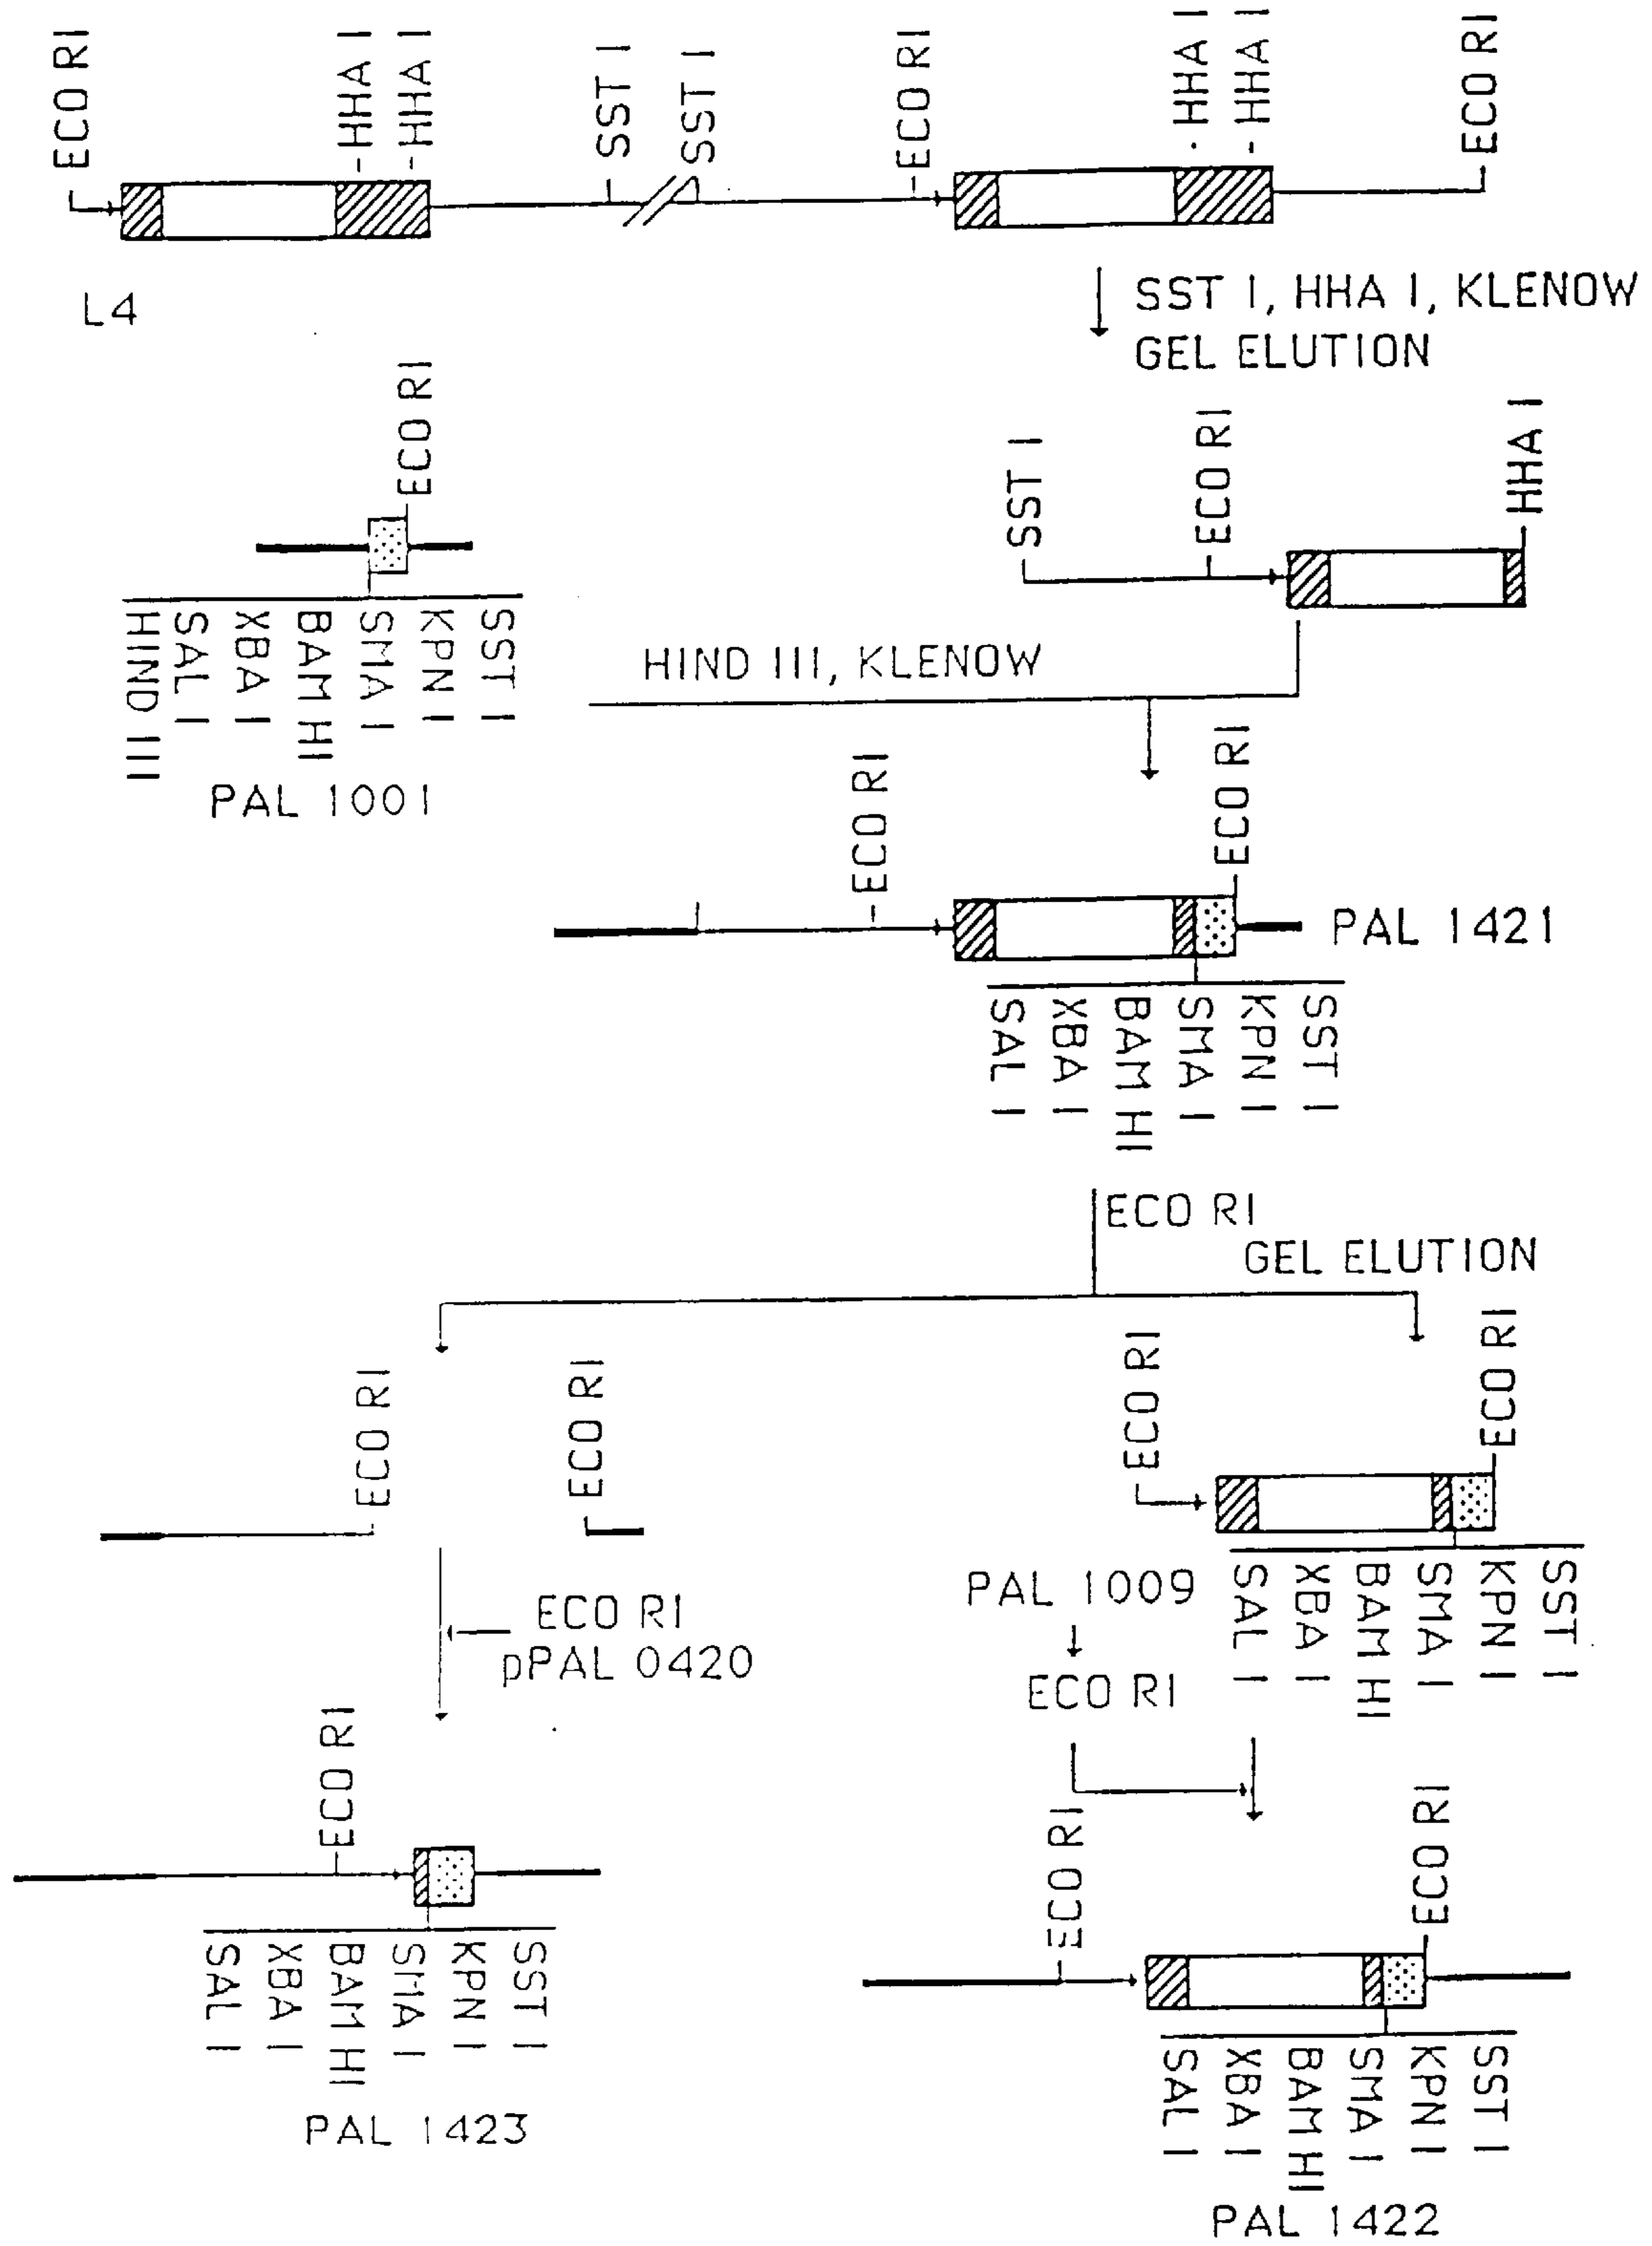 ECO RI
HHA I
HHA I
SST I
SST I
ECO RI
HHA I
HHA I
ECO RI
L4
SST I, HHA I, KLENOW
GEL ELUTION
ECO RI
SST I
ECO RI
HHA I
HIND III
SAL I
XBA I
BAM HI
SMA I
KPN I
SST I
PAL 1001
HIND III, KLENOW
ECO RI
ECO RI
PAL 1421
SAL I
XBA I
BAM HI
SMA I
KPN I
SST I
ECO RI
GEL ELUTION
ECO RI
ECO RI
ECO RI
ECO RI
SAL I
XBA I
BAM HI
SMA I
KPN I
SST I
PAL 1009
ECO RI
ECO RI
pPAL 0420
ECO RI
SAL I
XBA I
BAM HI
SMA I
KPN I
SST I
PAL 1423
ECO RI
ECO RI
SAL I
XBA I
BAM HI
SMA I
KPN I
SST I
PAL 1422